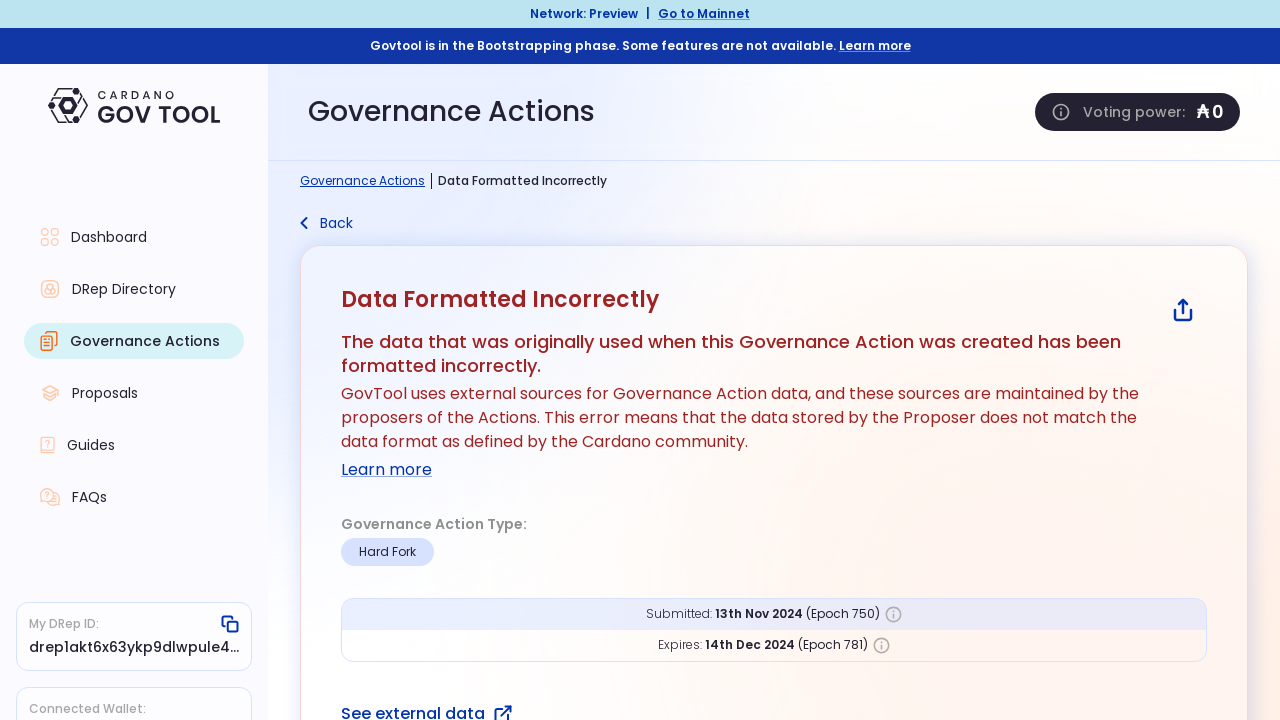 Network: Preview | Go to Mainnet
Govtool is in the Bootstrapping phase. Some features are not available. Learn more
CARDANO
GOV TOOL
Governance Actions
Voting power: ₳ 0
Governance Actions | Data Formatted Incorrectly
Back
Dashboard
DRep Directory
Governance Actions
Proposals
Guides
FAQs
My DRep ID:
drep1akt6x63ykp9dlwpule4...
Connected Wallet:
Data Formatted Incorrectly
The data that was originally used when this Governance Action was created has been
formatted incorrectly.
GovTool uses external sources for Governance Action data, and these sources are maintained by the
proposers of the Actions. This error means that the data stored by the Proposer does not match the
data format as defined by the Cardano community.
Learn more
Governance Action Type:
Hard Fork
Submitted: 13th Nov 2024 (Epoch 750)
Expires: 14th Dec 2024 (Epoch 781)
See external data